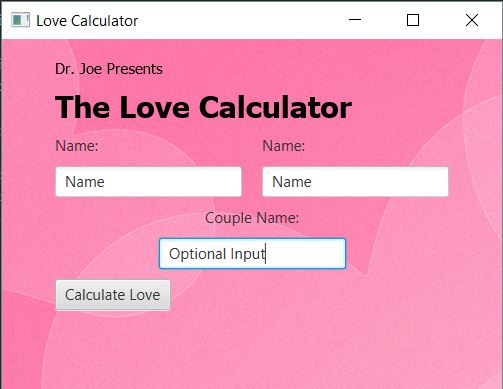 Love Calculator
Dr. Joe Presents
The Love Calculator
Name: Name:
Name Name
Couple Name:
Optional Input
Calculate Love